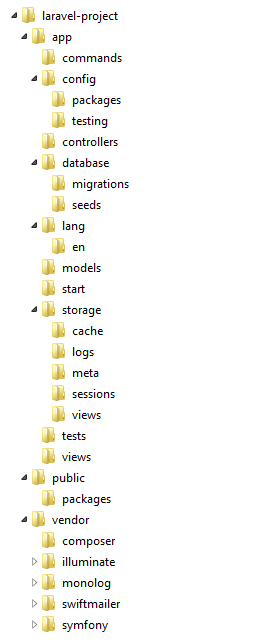 laravel-project
app
commands
config
packages
testing
controllers
database
migrations
seeds
lang
en
models
start
storage
cache
logs
meta
sessions
views
tests
views
public
packages
vendor
composer
illuminate
monolog
swiftmailer
symfony